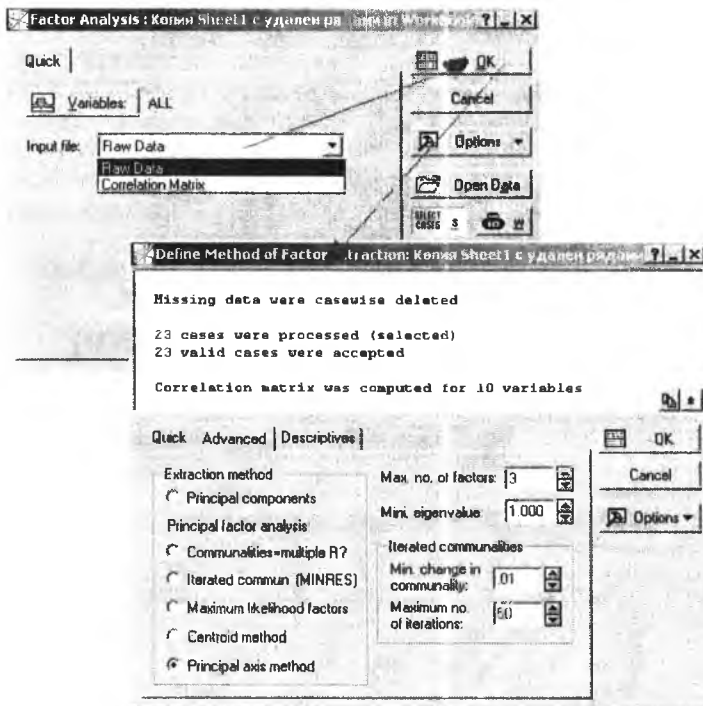 Factor Analysis : Копия Sheet1 с удален ря in Workbook
Quick
OK
Variables: ALL
Cancel
Input file: Raw Data
Options
Raw Data
Correlation Matrix
Open Data
SELECT CASES S W
Define Method of Factor .traction: Копия Sheet1 с удален рядами
Missing data were casewise deleted
23 cases were processed (selected)
23 valid cases were accepted
Correlation matrix was computed for 10 variables
Quick Advanced Descriptives
OK
Extraction method
Max. no. of factors: 3
Cancel
Principal components
Mini. eigenvalue: 1.000
Principal factor analysis:
Options
Communalities=multiple R?
Iterated communalities
Iterated commun (MINRES)
Min. change in communality: .01
Maximum likelihood factors
Maximum no. of iterations:
Centroid method
Principal axis method